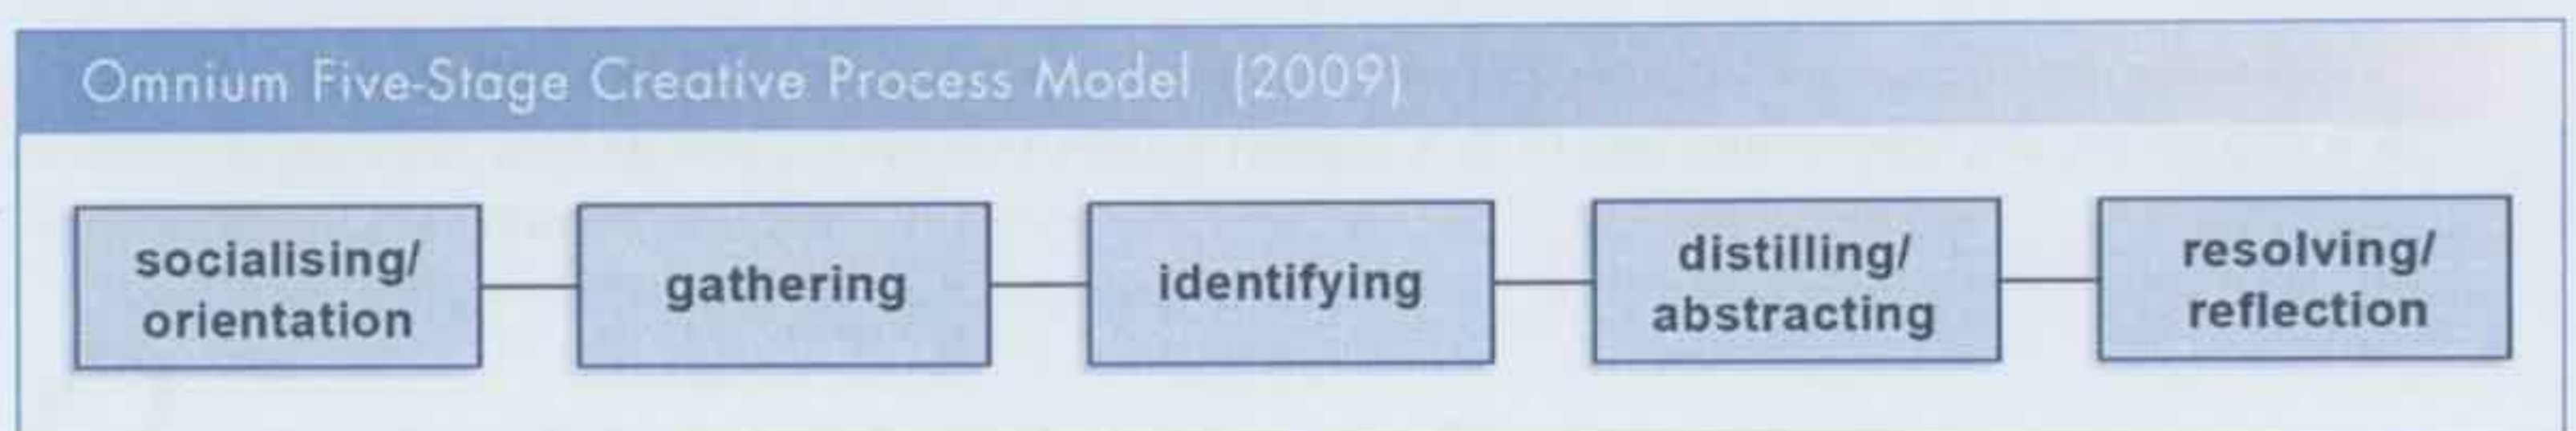 Omnium Five-Stage Creative Process Model (2009)
socialising/
orientation
gathering
identifying
distilling/
abstracting
resolving/
reflection